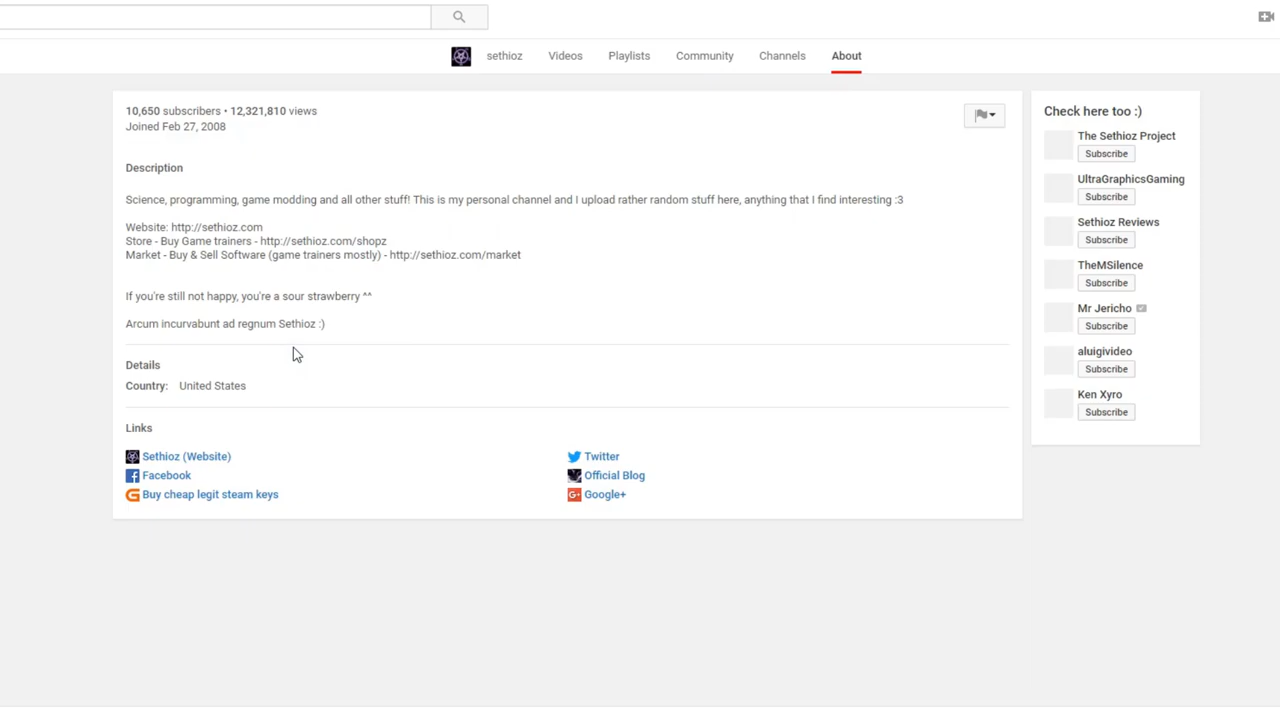 sethioz Videos Playlists Community Channels About
10,650 subscribers • 12,321,810 views
Joined Feb 27, 2008
Description
Science, programming, game modding and all other stuff! This is my personal channel and I upload rather random stuff here, anything that I find interesting :3
Website: http://sethioz.com
Store - Buy Game trainers - http://sethioz.com/shopz
Market - Buy & Sell Software (game trainers mostly) - http://sethioz.com/market
If you're still not happy, you're a sour strawberry ^^
Arcum incurvabunt ad regnum Sethioz :)
Details
Country: United States
Links
Sethioz (Website)
Facebook
Buy cheap legit steam keys
Twitter
Official Blog
Google+
Check here too :)
The Sethioz Project
Subscribe
UltraGraphicsGaming
Subscribe
Sethioz Reviews
Subscribe
TheMSilence
Subscribe
Mr Jericho
Subscribe
aluigivideo
Subscribe
Ken Xyro
Subscribe